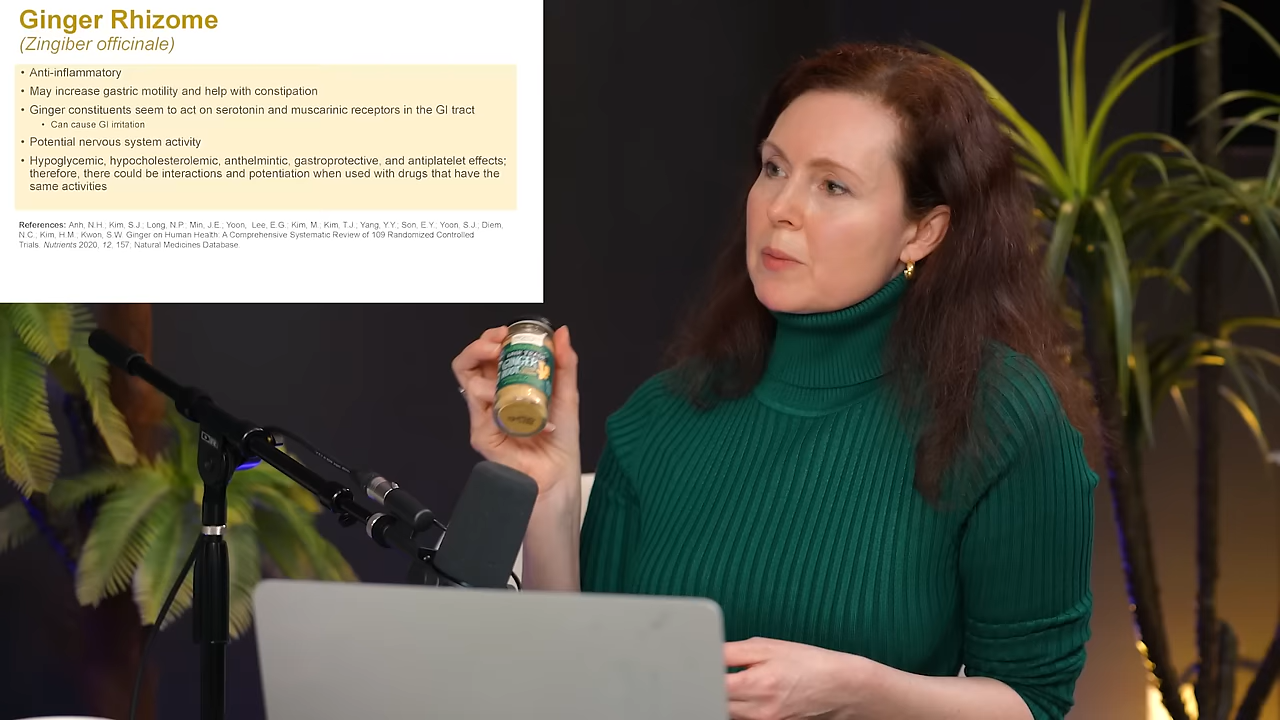 Ginger Rhizome
(Zingiber officinale)
• Anti-inflammatory
• May increase gastric motility and help with constipation
• Ginger constituents seem to act on serotonin and muscarinic receptors in the GI tract
• Can cause GI irritation
• Potential nervous system activity
• Hypoglycemic, hypocholesterolemic, anthelmintic, gastroprotective, and antiplatelet effects;
therefore, there could be interactions and potentiation when used with drugs that have the
same activities
References: Anh, N.H.; Kim, S.J.; Long, N.P.; Min, J.E.; Yoon, Lee, E.G.; Kim, M.; Kim, T.J.; Yang, Y.Y.; Son, E.Y.; Yoon, S.J.; Diem,
N.C.; Kim, H.M.; Kwon, S.W. Ginger on Human Health: A Comprehensive Systematic Review of 109 Randomized Controlled
Trials. Nutrients 2020, 12, 157; Natural Medicines Database.
GINGER
ROOT